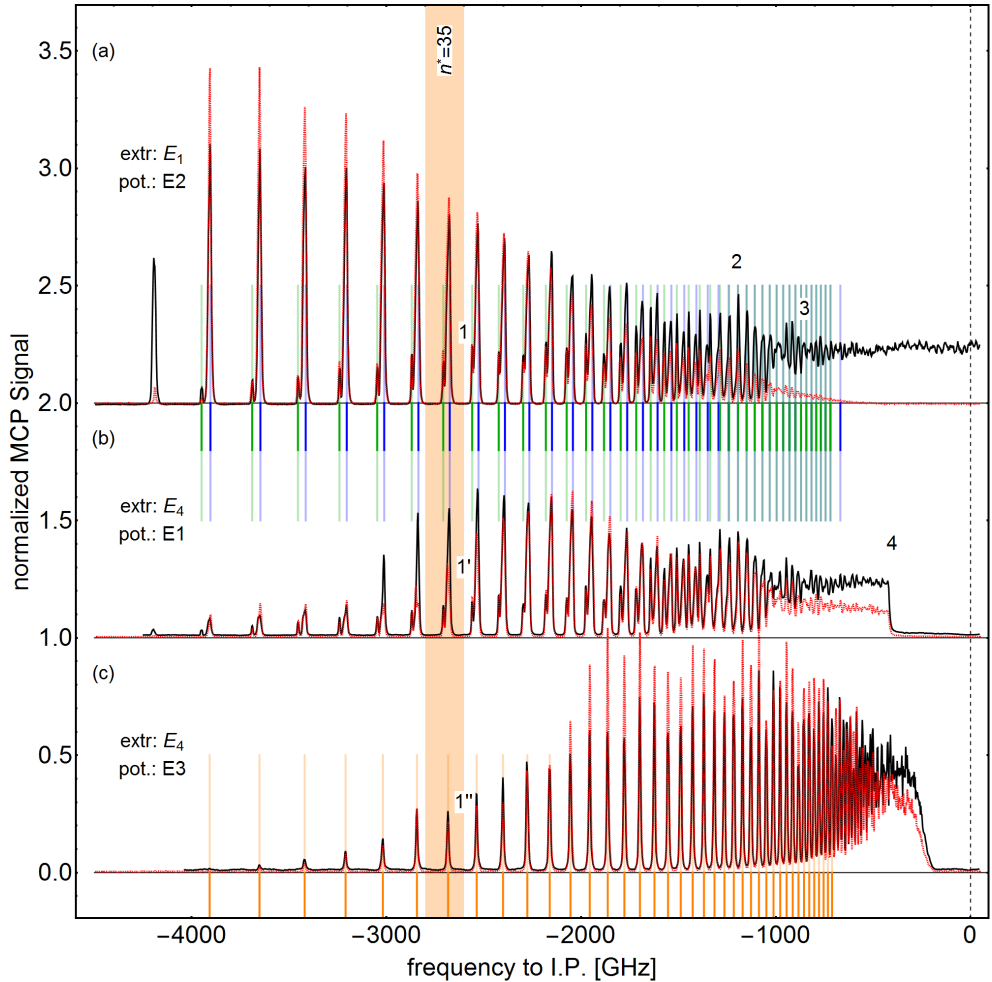 (a)
n*=35
3.5
extr: E1
pot.: E2
3.0
2.5
2
3
1
2.0
normalized MCP Signal
(b)
extr: E4
pot.: E1
1.5
1'
4
1.0
(c)
extr: E4
pot.: E3
0.5
1''
0.0
−4000 −3000 −2000 −1000 0
frequency to I.P. [GHz]